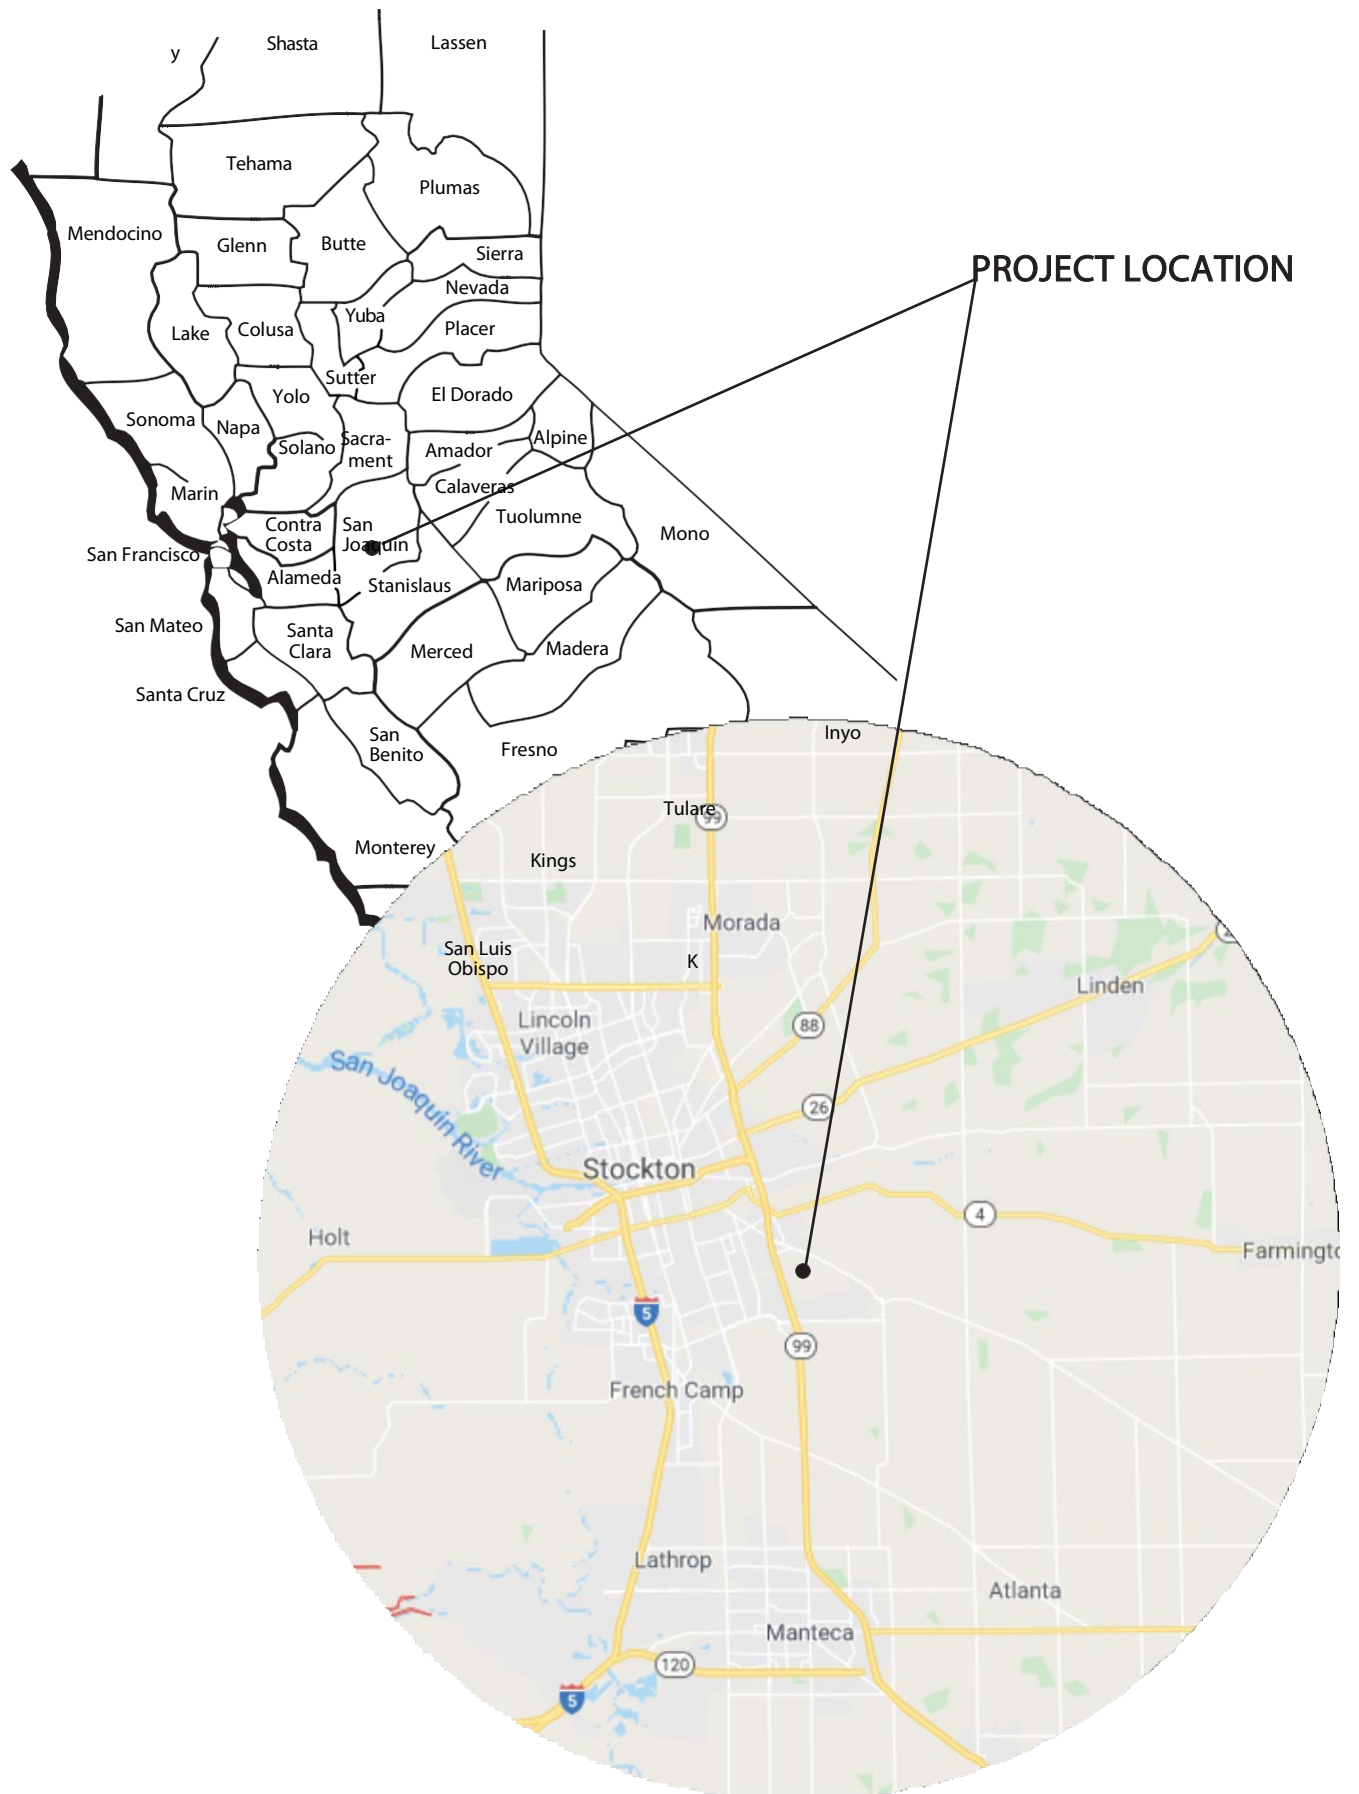 y
Shasta
Lassen
Tehama
Plumas
Mendocino
Glenn
Butte
Sierra
PROJECT LOCATION
Nevada
Yuba
Lake
Colusa
Placer
Sutter
Yolo
El Dorado
Sonoma
Napa
Solano
Sacra-
ment
Amador
Alpine
Marin
Calaveras
Contra
Costa
San
Joaquin
Tuolumne
Mono
San Francisco
Alameda
Stanislaus
Mariposa
San Mateo
Santa
Clara
Merced
Madera
Santa Cruz
San
Benito
Fresno
Inyo
Tulare
99
Monterey
Kings
Morada
San Luis
Obispo
K
Linden
Lincoln
Village
88
San Joaquin River
26
Stockton
4
Holt
Farmingto
5
99
French Camp
Lathrop
Atlanta
Manteca
120
5